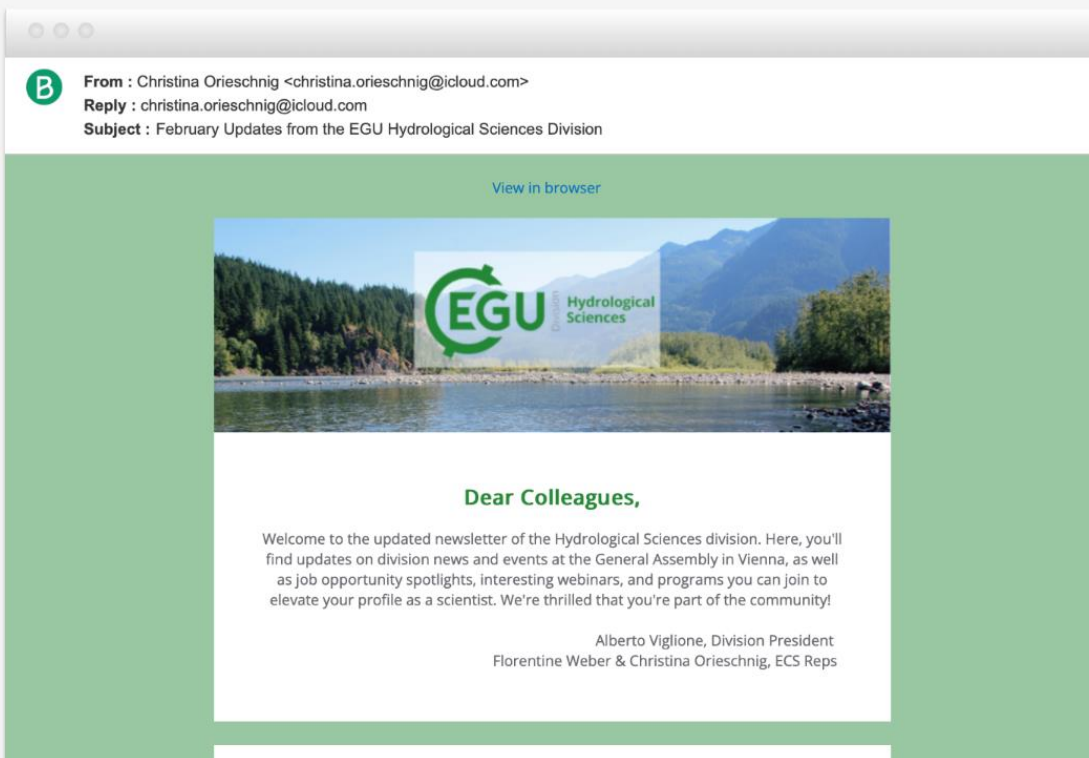 B
From : Christina Orieschnig <christina.orieschnig@icloud.com>
Reply : christina.orieschnig@icloud.com
Subject : February Updates from the EGU Hydrological Sciences Division
View in browser
EGU
Division
Hydrological
Sciences
Dear Colleagues,
Welcome to the updated newsletter of the Hydrological Sciences division. Here, you'll
find updates on division news and events at the General Assembly in Vienna, as well
as job opportunity spotlights, interesting webinars, and programs you can join to
elevate your profile as a scientist. We're thrilled that you're part of the community!
Alberto Viglione, Division President
Florentine Weber & Christina Orieschnig, ECS Reps